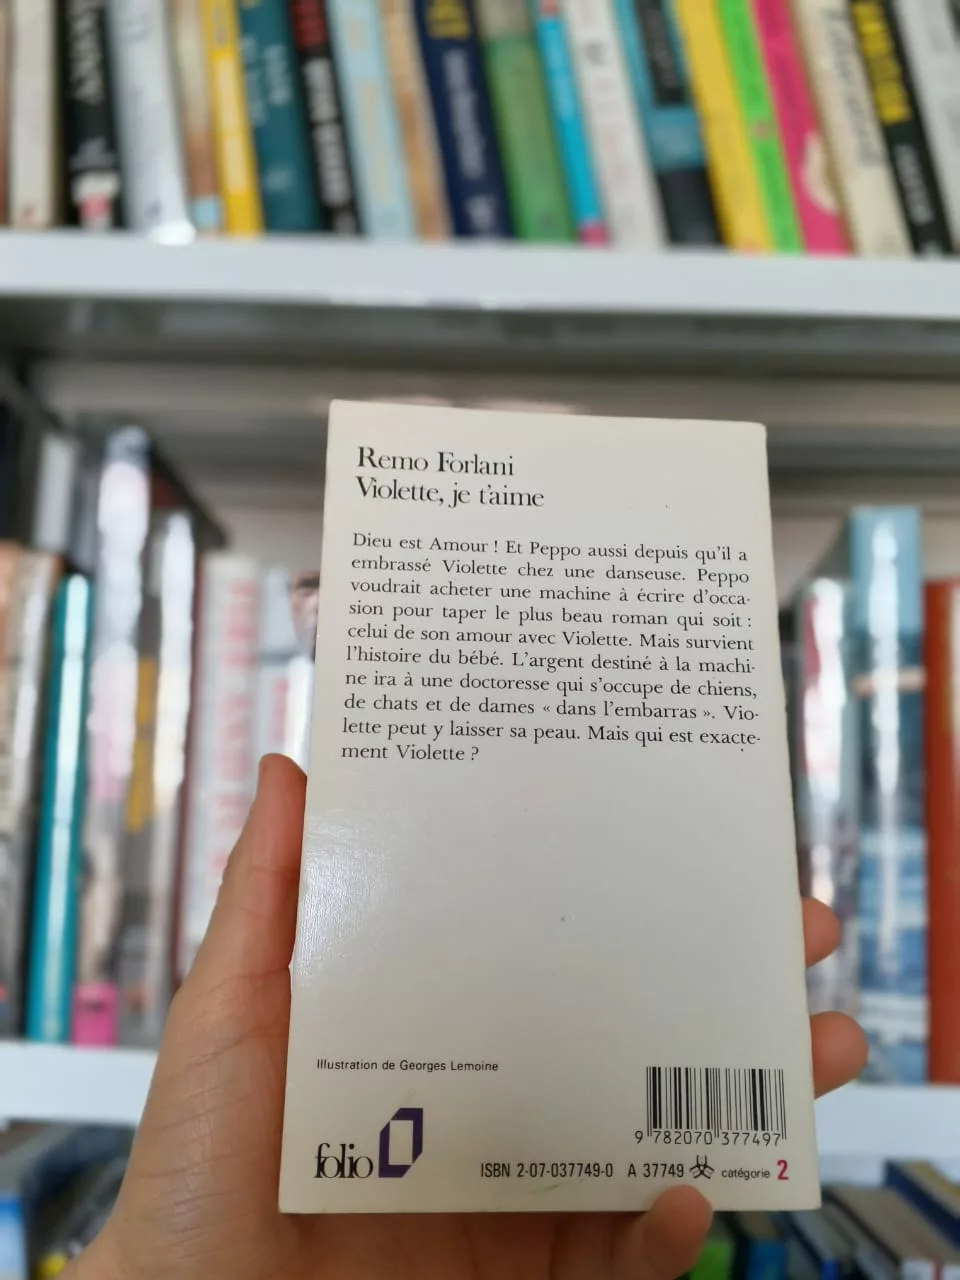 Remo Forlani
Violette, je t'aime
Dieu est Amour ! Et Peppo aussi depuis qu'il a
embrassé Violette chez une danseuse. Peppo
voudrait acheter une machine à écrire d'occa-
sion pour taper le plus beau roman qui soit :
celui de son amour avec Violette. Mais survient
l'histoire du bébé. L'argent destiné à la machi-
ne ira à une doctoresse qui s'occupe de chiens,
de chats et de dames « dans l'embarras ». Vio-
lette peut y laisser sa peau. Mais qui est exacte-
ment Violette ?
Illustration de Georges Lemoine
9 782070 377497
folio
ISBN 2-07-037749-0 A 37749 catégorie 2